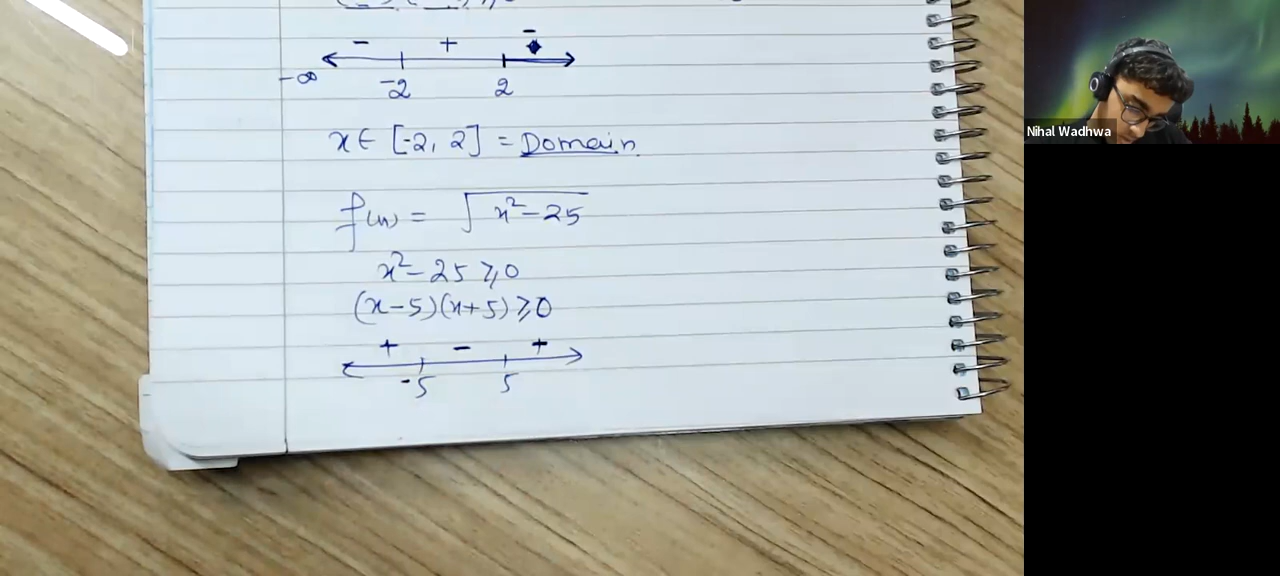 - + -
-∞ -2 2
x ∈ [-2, 2] = Domain
f(x) = √x²-25
x²-25 ≥ 0
(x-5)(x+5) ≥ 0
+ - +
-5 5
Nihal Wadhwa